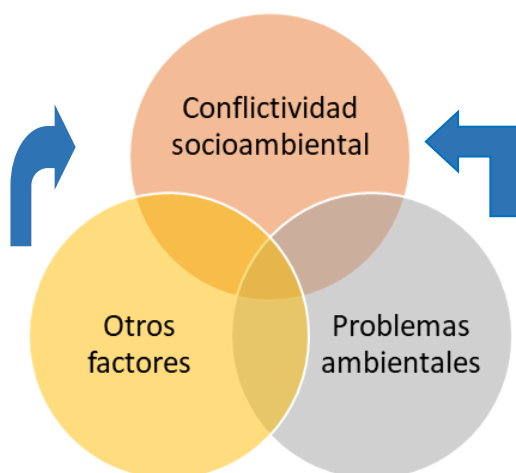 Conflictividad
socioambiental
Otros
factores
Problemas
ambientales